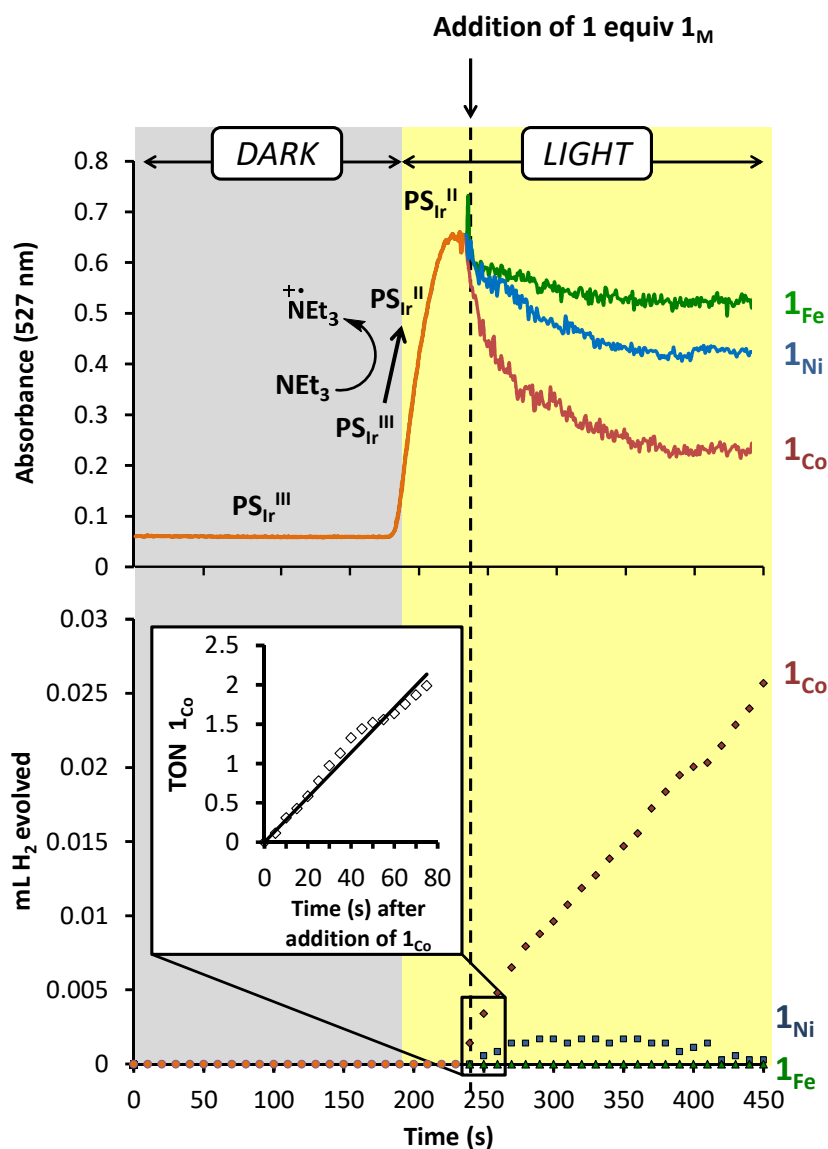 Addition of 1 equiv 1M
DARK
LIGHT
Absorbance (527 nm)
0.8
0.7
0.6
0.5
0.4
0.3
0.2
0.1
0
PSIrII
+•
NEt3
PSIrII
NEt3
PSIrIII
PSIrIII
1Fe
1Ni
1Co
mL H2 evolved
0.03
0.025
0.02
0.015
0.01
0.005
0
TON 1Co
2.5
2
1.5
1
0.5
0
0 20 40 60 80
Time (s) after
addition of 1Co
1Co
1Ni
1Fe
0 50 100 150 200 250 300 350 400 450
Time (s)